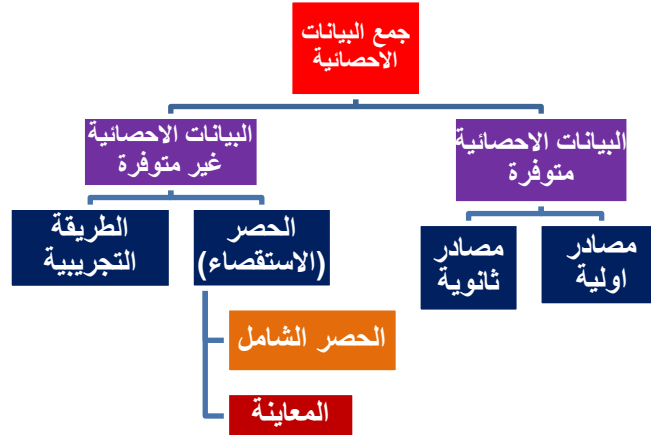 جمع البيانات
الاحصائية
البيانات الاحصائية
متوفرة
البيانات الاحصائية
غير متوفرة
مصادر
اولية
مصادر
ثانوية
الحصر
(الاستقصاء)
الطريقة
التجريبية
الحصر الشامل
المعاينة